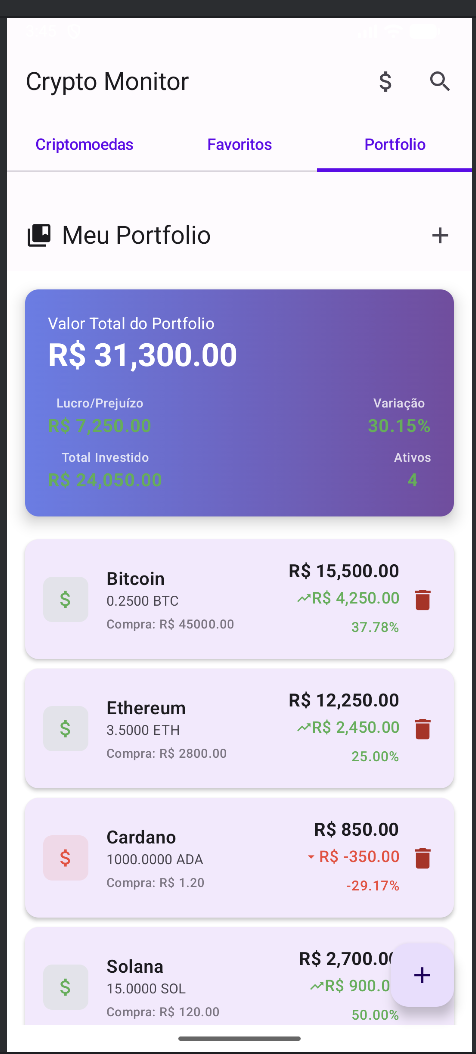 Crypto Monitor
Criptomoedas Favoritos Portfolio
Meu Portfolio
Valor Total do Portfolio
R$ 31,300.00
Lucro/Prejuízo Variação
R$ 7,250.00 30.15%
Total Investido Ativos
R$ 24,050.00 4
Bitcoin
0.2500 BTC
Compra: R$ 45000.00
R$ 15,500.00
R$ 4,250.00
37.78%
Ethereum
3.5000 ETH
Compra: R$ 2800.00
R$ 12,250.00
R$ 2,450.00
25.00%
Cardano
1000.0000 ADA
Compra: R$ 1.20
R$ 850.00
R$ -350.00
-29.17%
Solana
15.0000 SOL
Compra: R$ 120.00
R$ 2,700.00
R$ 900.0
50.00%